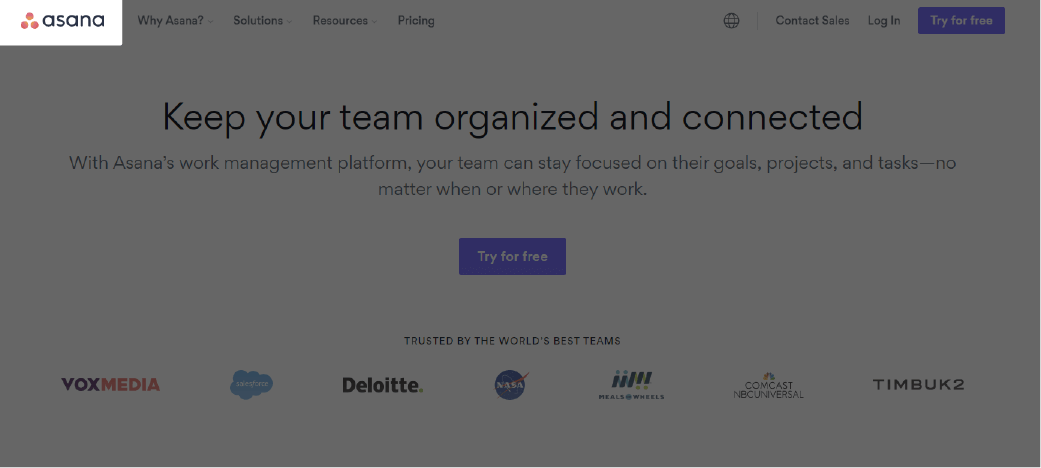 asana
Why Asana?
Solutions
Resources
Pricing
Contact Sales
Log In
Try for free
Keep your team organized and connected
With Asana's work management platform, your team can stay focused on their goals, projects, and tasks—no
matter when or where they work.
Try for free
TRUSTED BY THE WORLD'S BEST TEAMS
VOXMEDIA
salesforce
Deloitte.
NASA
MEALS ON WHEELS
COMCAST
NBCUNIVERSAL
TIMBUK2